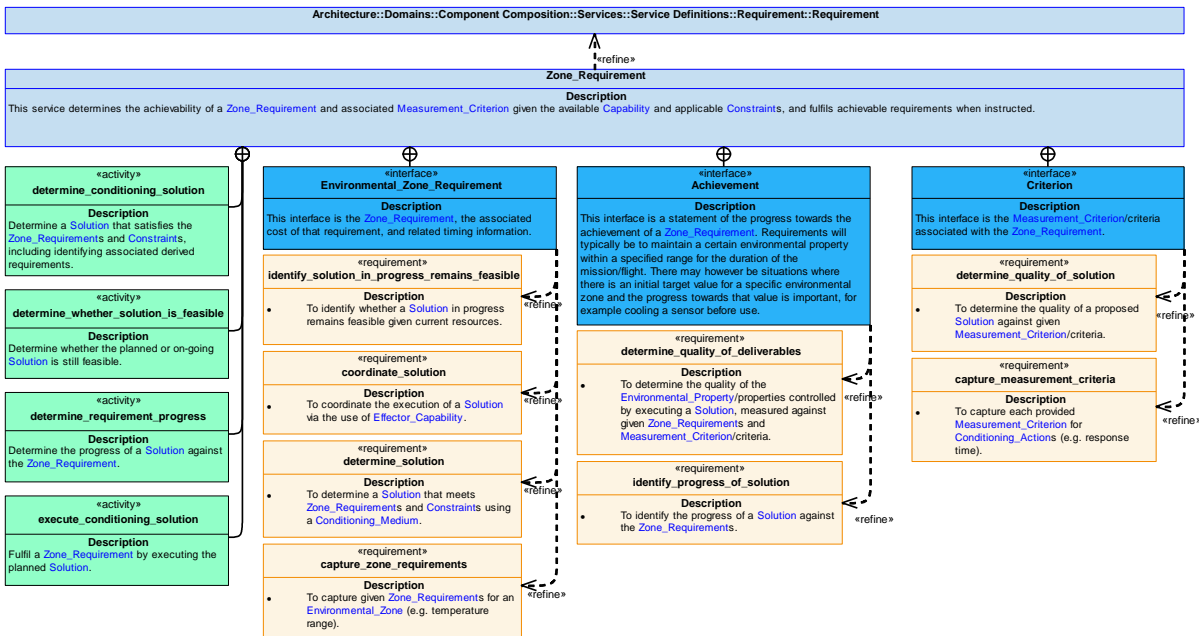 Architecture::Domains::Component Composition::Services::Service Definitions::Requirement::Requirement
«refine»
Zone_Requirement
Description
This service determines the achievability of a Zone_Requirement and associated Measurement_Criterion given the available Capability and applicable Constraints, and fulfils achievable requirements when instructed.
«activity»
determine_conditioning_solution
Description
Determine a Solution that satisfies the
Zone_Requirements and Constraints,
including identifying associated derived
requirements.
«activity»
determine_whether_solution_is_feasible
Description
Determine whether the planned or on-going
Solution is still feasible.
«activity»
determine_requirement_progress
Description
Determine the progress of a Solution against
the Zone_Requirement.
«activity»
execute_conditioning_solution
Description
Fulfil a Zone_Requirement by executing the
planned Solution.
«interface»
Environmental_Zone_Requirement
Description
This interface is the Zone_Requirement, the associated
cost of that requirement, and related timing information.
«requirement»
identify_solution_in_progress_remains_feasible
Description
• To identify whether a Solution in progress
remains feasible given current resources.
«refine»
«requirement»
coordinate_solution
Description
• To coordinate the execution of a Solution
via the use of Effector_Capability.
«refine»
«requirement»
determine_solution
Description
• To determine a Solution that meets
Zone_Requirements and Constraints using
a Conditioning_Medium.
«refine»
«requirement»
capture_zone_requirements
Description
• To capture given Zone_Requirements for an
Environmental_Zone (e.g. temperature
range).
«refine»
«interface»
Achievement
Description
This interface is a statement of the progress towards the
achievement of a Zone_Requirement. Requirements will
typically be to maintain a certain environmental property
within a specified range for the duration of the
mission/flight. There may however be situations where
there is an initial target value for a specific environmental
zone and the progress towards that value is important, for
example cooling a sensor before use.
«requirement»
determine_quality_of_deliverables
Description
• To determine the quality of the
Environmental_Property/properties controlled
by executing a Solution, measured against
given Zone_Requirements and
Measurement_Criterion/criteria.
«refine»
«requirement»
identify_progress_of_solution
Description
• To identify the progress of a Solution against
the Zone_Requirements.
«refine»
«interface»
Criterion
Description
This interface is the Measurement_Criterion/criteria
associated with the Zone_Requirement.
«requirement»
determine_quality_of_solution
Description
• To determine the quality of a proposed
Solution against given
Measurement_Criterion/criteria.
«refine»
«requirement»
capture_measurement_criteria
Description
• To capture each provided
Measurement_Criterion for
Conditioning_Actions (e.g. response
time).
«refine»